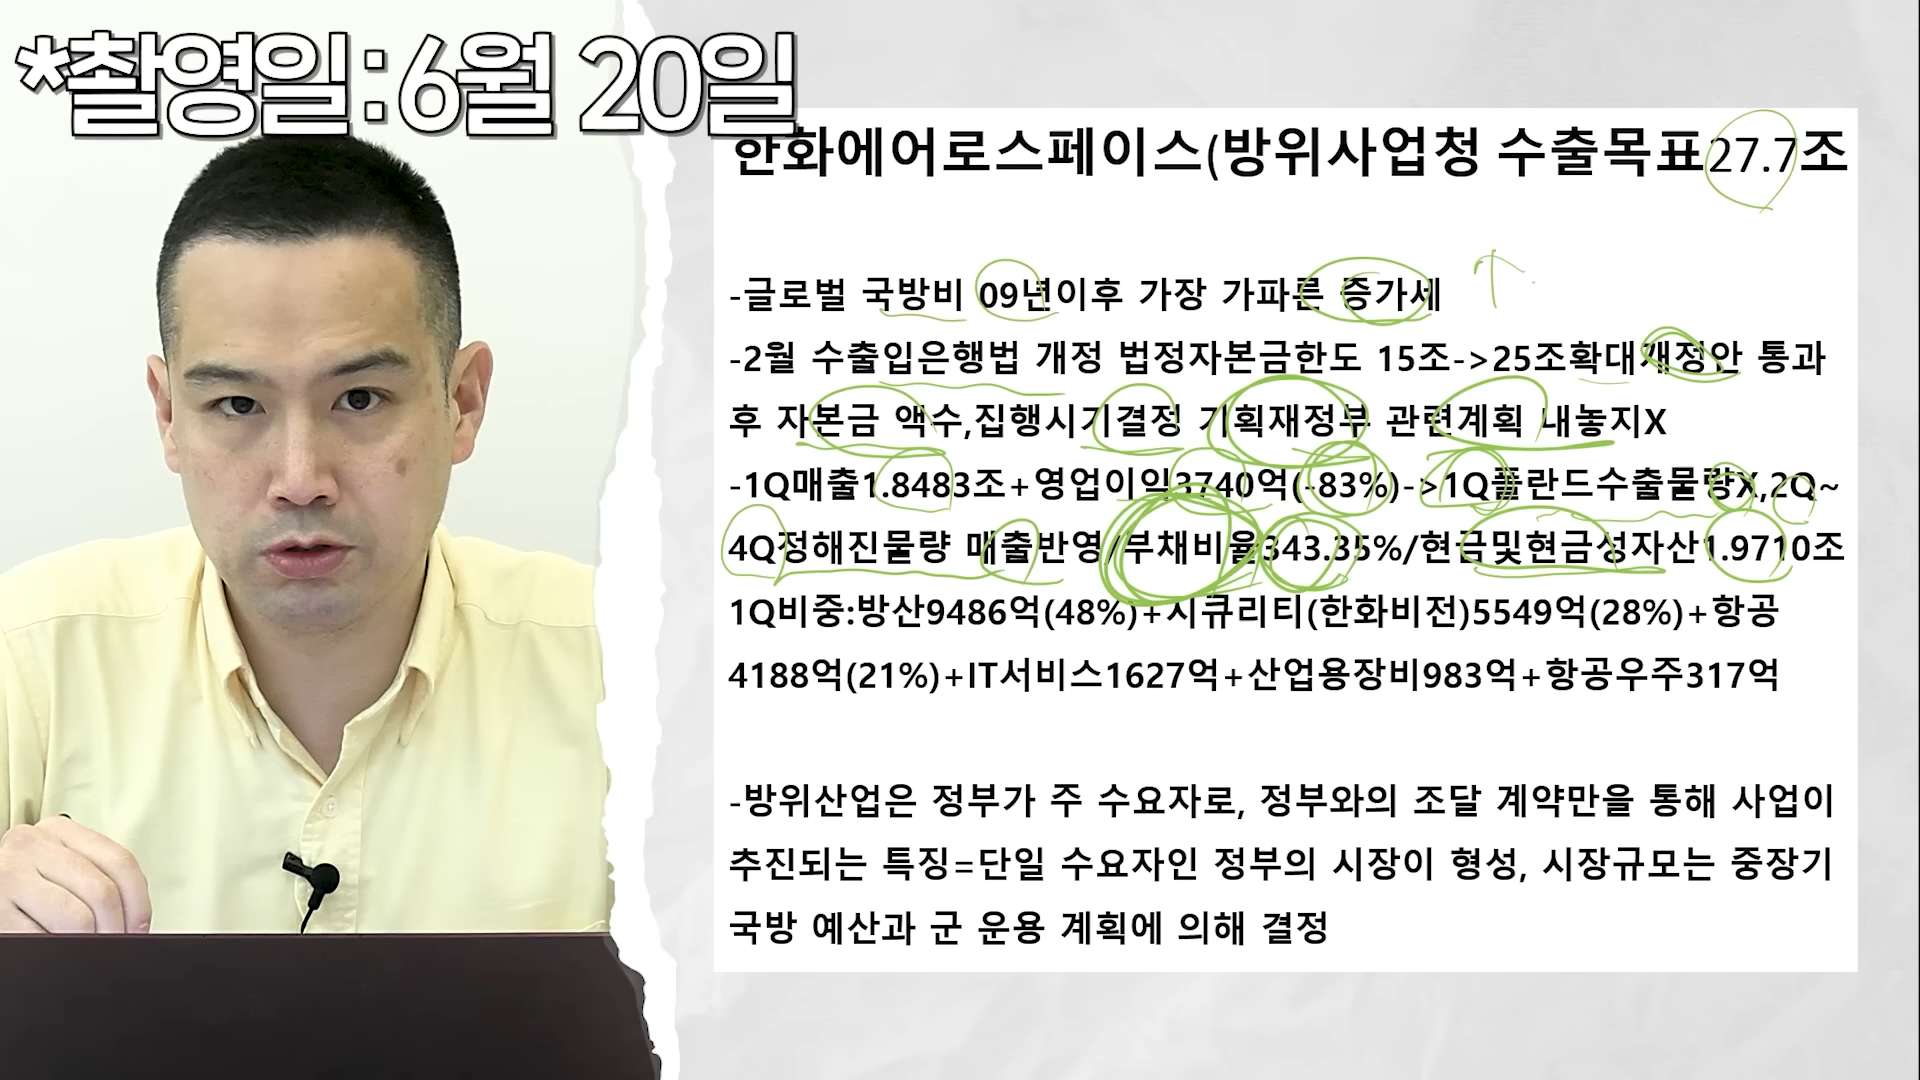 *촬영일:6월 20일
한화에어로스페이스(방위사업청 수출목표27.7조
-글로벌 국방비 09년이후 가장 가파른 증가세
-2월 수출입은행법 개정 법정자본금한도 15조->25조확대개정안 통과
후 자본금 액수,집행시기결정 기획재정부 관련계획 내놓지X
-1Q매출1.8483조+영업이익3740억(-83%)->1Q폴란드수출물량X,2Q~
4Q정해진물량 매출반영/부채비율343.35%/현금및현금성자산1.9710조
1Q비중:방산9486억(48%)+시큐리티(한화비전)5549억(28%)+항공
4188억(21%)+IT서비스1627억+산업용장비983억+항공우주317억
-방위산업은 정부가 주 수요자로, 정부와의 조달 계약만을 통해 사업이
추진되는 특징=단일 수요자인 정부의 시장이 형성, 시장규모는 중장기
국방 예산과 군 운용 계획에 의해 결정